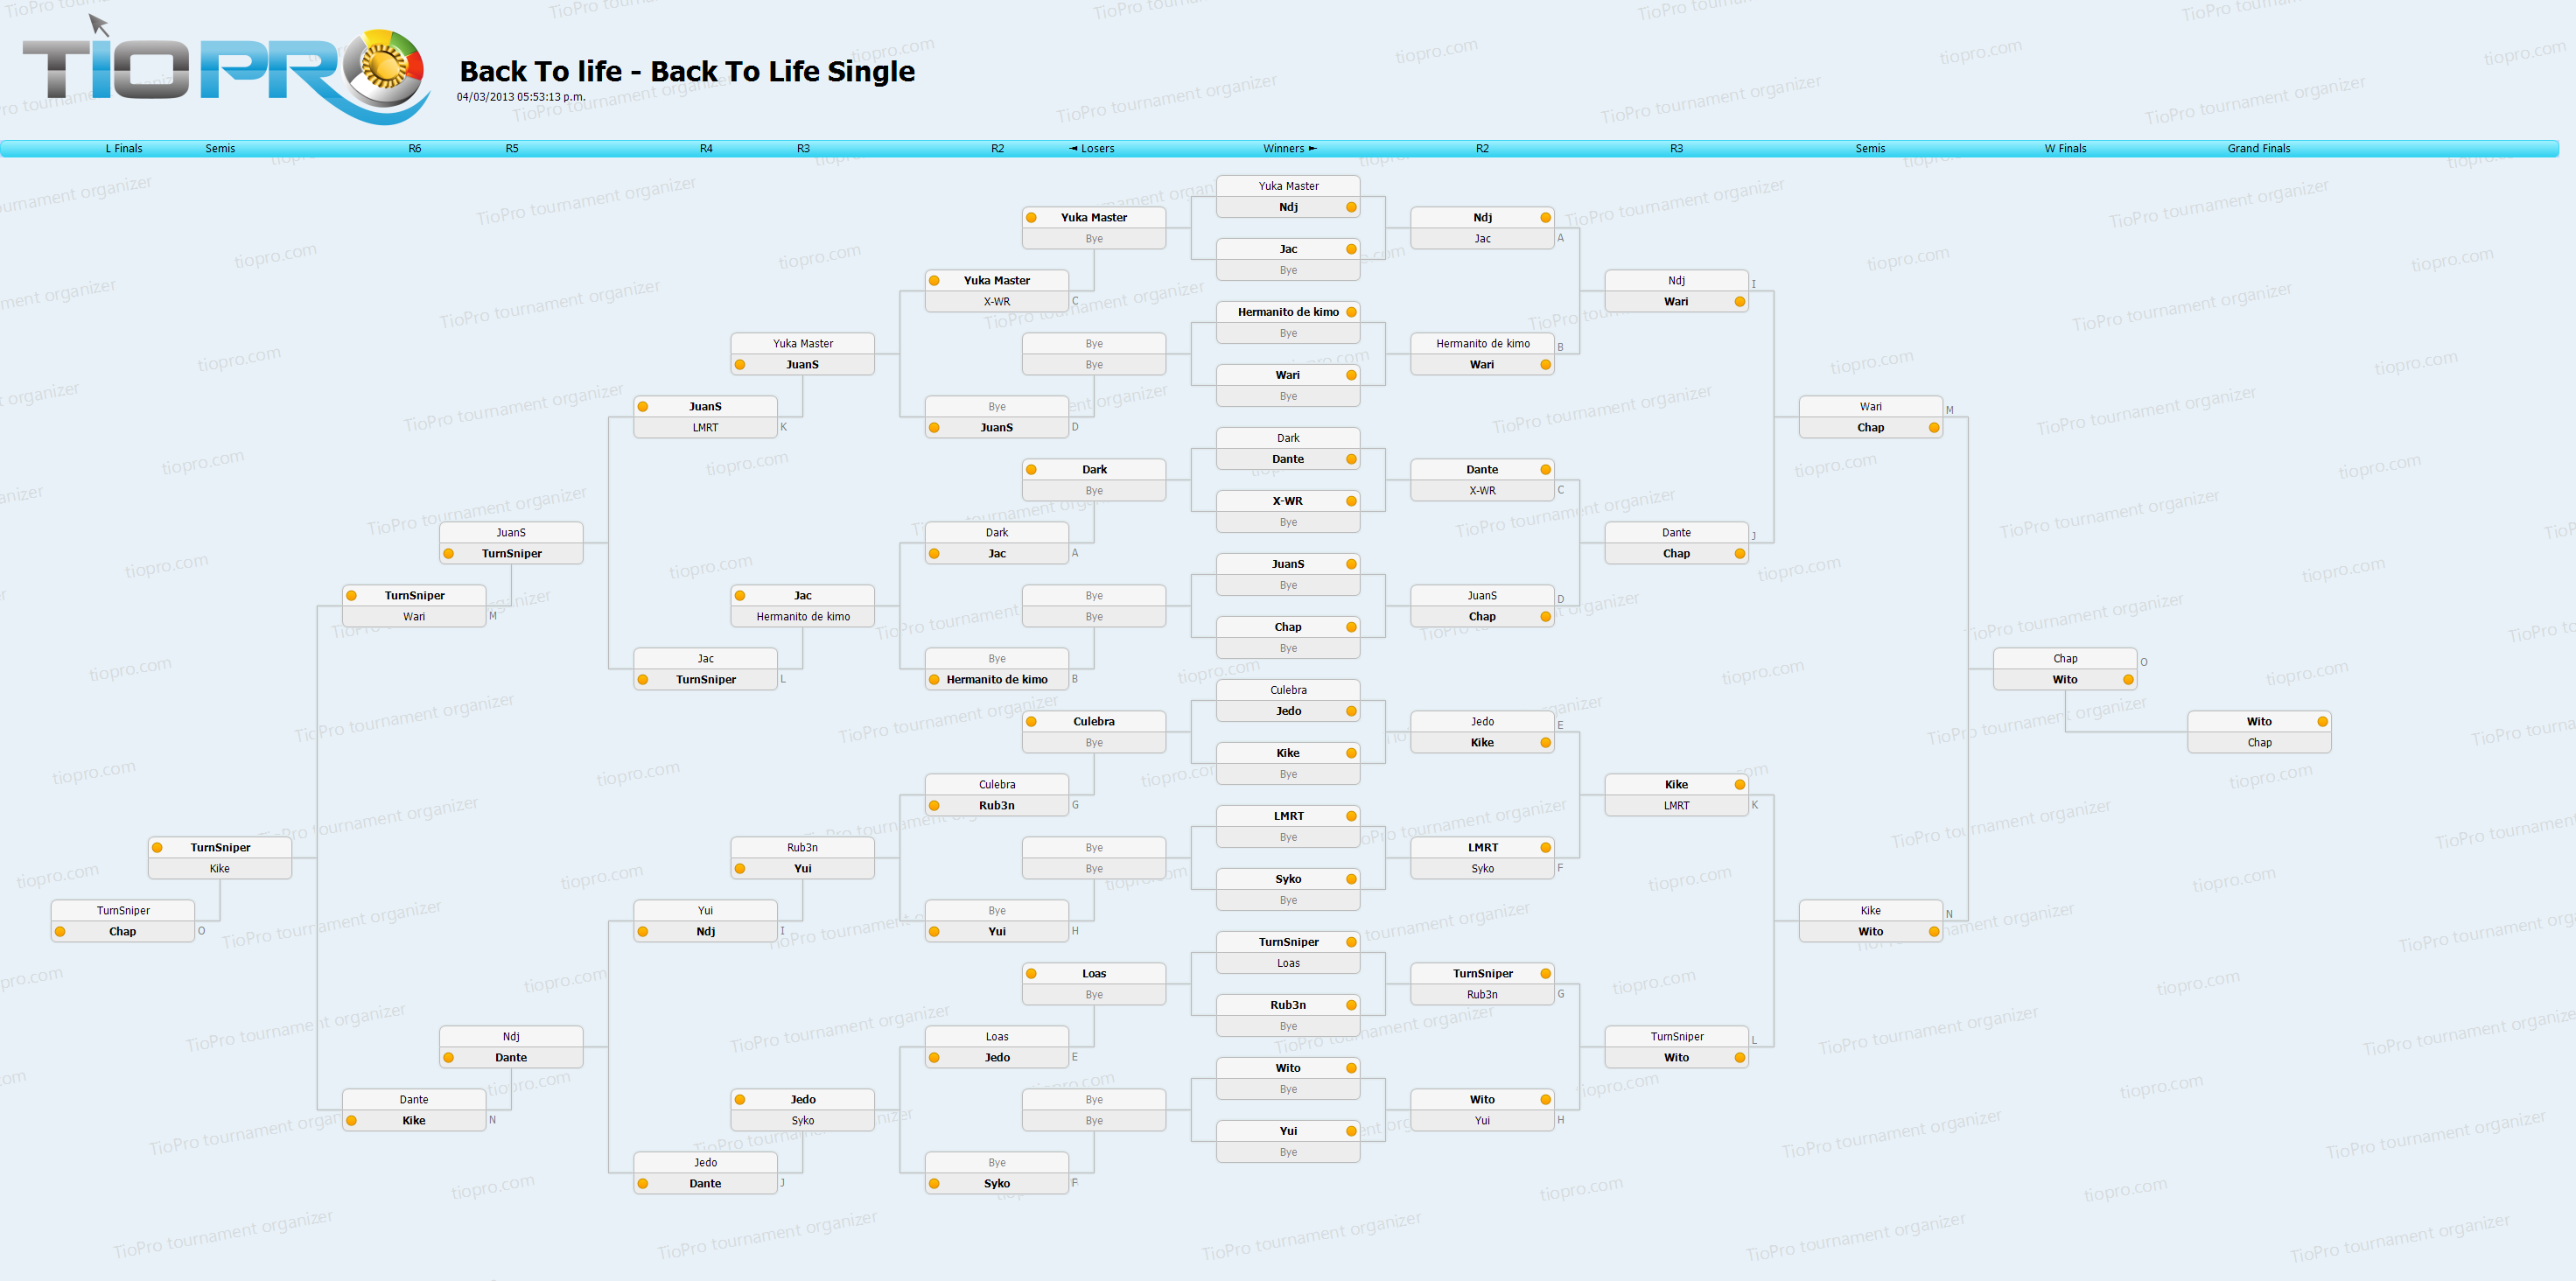 TIOPRO
Back To life - Back To Life Single
04/03/2013 05:53:13 p.m.
L Finals Semis R6 R5 R4 R3 R2 ◄ Losers Winners ► R2 R3 Semis W Finals Grand Finals
TurnSniper
Chap O
TurnSniper
Kike
TurnSniper
Wari M
Dante
Kike N
JuanS
TurnSniper
Ndj
Dante
JuanS
LMRT K
Jac
TurnSniper L
Yui
Ndj I
Jedo
Dante J
Yuka Master
JuanS
Jac
Hermanito de kimo
Rub3n
Yui
Jedo
Syko
Yuka Master
X-WR C
Bye
JuanS D
Dark
Jac A
Bye
Hermanito de kimo B
Culebra
Rub3n G
Bye
Yui H
Loas
Jedo E
Bye
Syko F
Yuka Master
Bye
Bye
Bye
Dark
Bye
Bye
Bye
Culebra
Bye
Bye
Bye
Loas
Bye
Bye
Bye
Yuka Master
Ndj
Jac
Bye
Hermanito de kimo
Bye
Wari
Bye
Dark
Dante
X-WR
Bye
JuanS
Bye
Chap
Bye
Culebra
Jedo
Kike
Bye
LMRT
Bye
Syko
Bye
TurnSniper
Loas
Rub3n
Bye
Wito
Bye
Yui
Bye
Ndj
Jac A
Hermanito de kimo B
Wari
Dante
X-WR C
JuanS D
Chap
Jedo E
Kike
LMRT
Syko F
TurnSniper
Rub3n G
Wito
Yui H
Ndj I
Wari
Dante J
Chap
Kike
LMRT K
TurnSniper L
Wito
Wari M
Chap
Kike N
Wito
Chap O
Wito
Wito
Chap
TioPro tournament organizer
tiopro.com